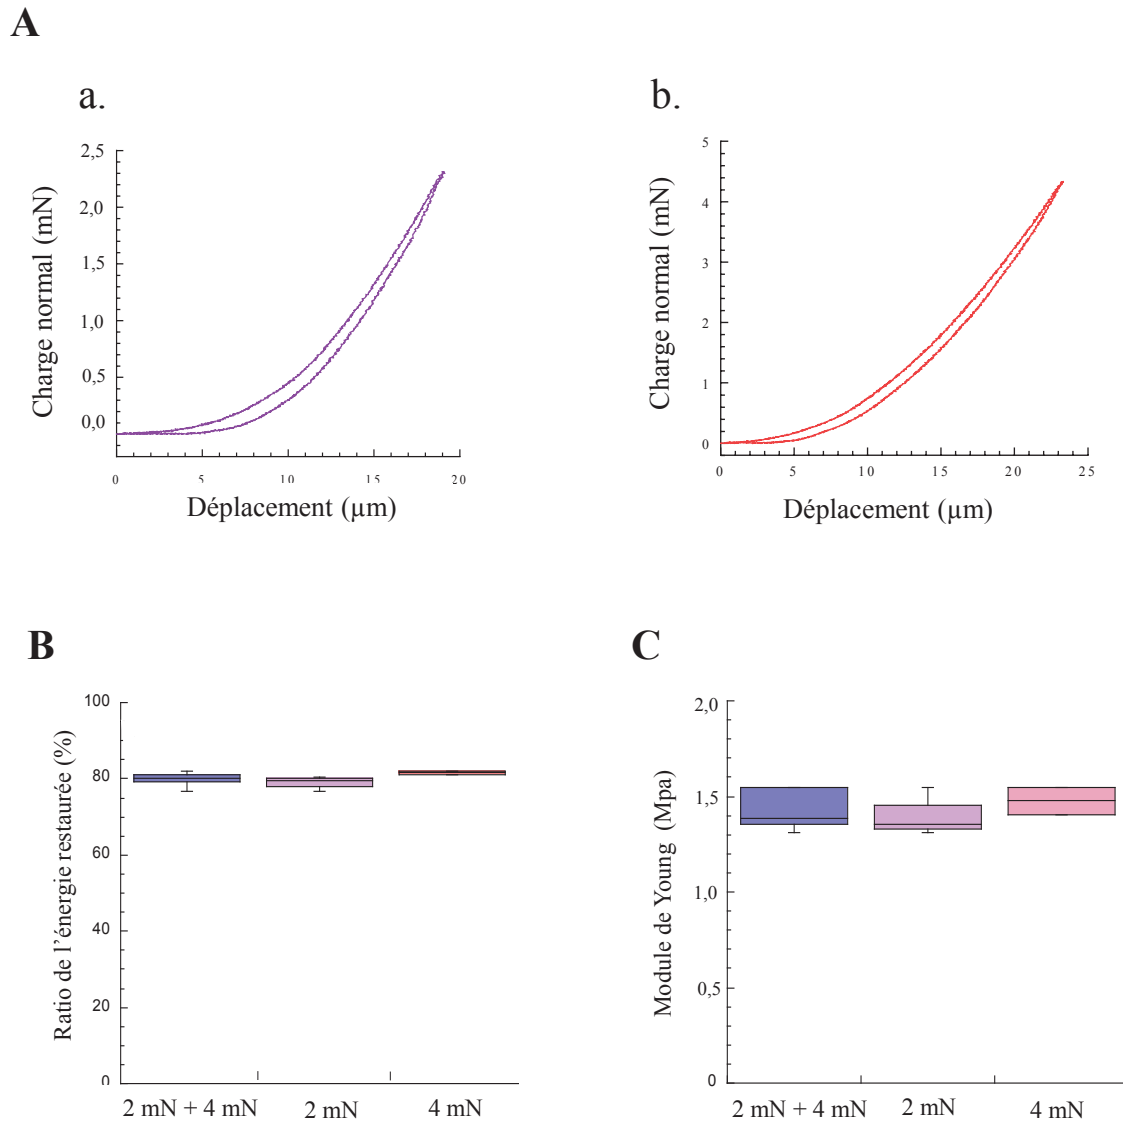 A
a.
b.
2,5
2,0
1,5
1,0
0,5
0,0
Charge normal (mN)
0 5 10 15 20
Déplacement (µm)
5
4
3
2
1
0
Charge normal (mN)
0 5 10 15 20 25
Déplacement (µm)
B
C
100
80
60
40
20
0
Ratio de l’énergie restaurée (%)
2 mN + 4 mN 2 mN 4 mN
2,0
1,5
1,0
0,5
0
Module de Young (Mpa)
2 mN + 4 mN 2 mN 4 mN